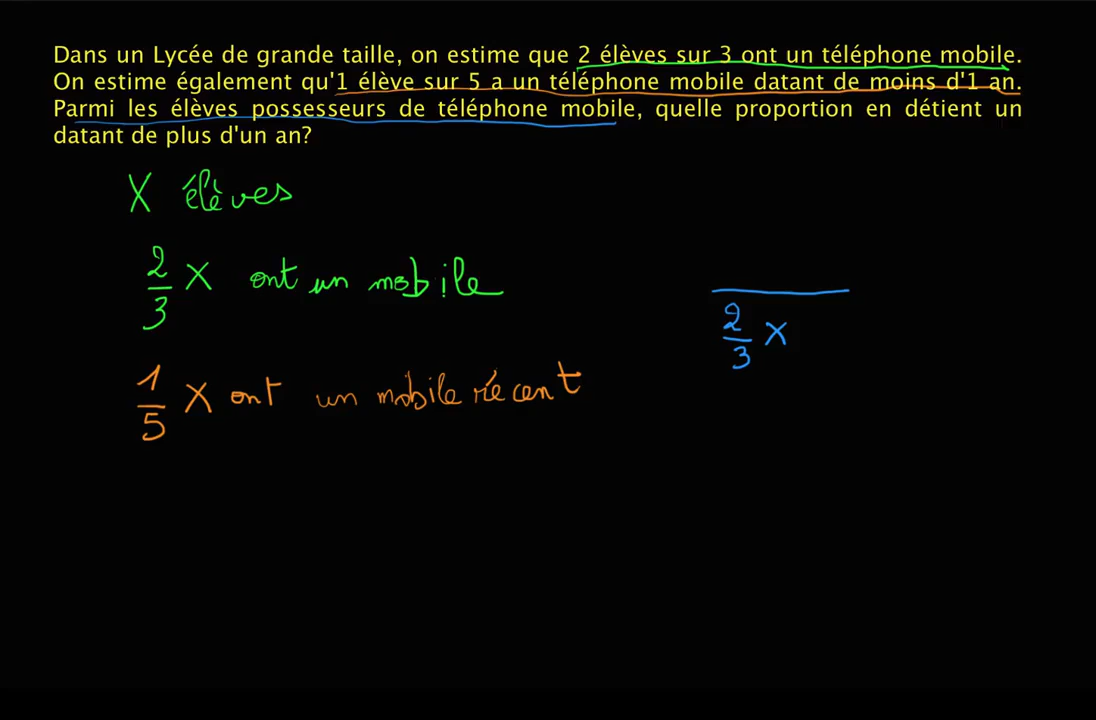 Dans un Lycée de grande taille, on estime que 2 élèves sur 3 ont un téléphone mobile.
On estime également qu'1 élève sur 5 a un téléphone mobile datant de moins d'1 an.
Parmi les élèves possesseurs de téléphone mobile, quelle proportion en détient un
datant de plus d'un an?
X élèves
2/3 X ont un mobile
1/5 X ont un mobile récent
2/3 X